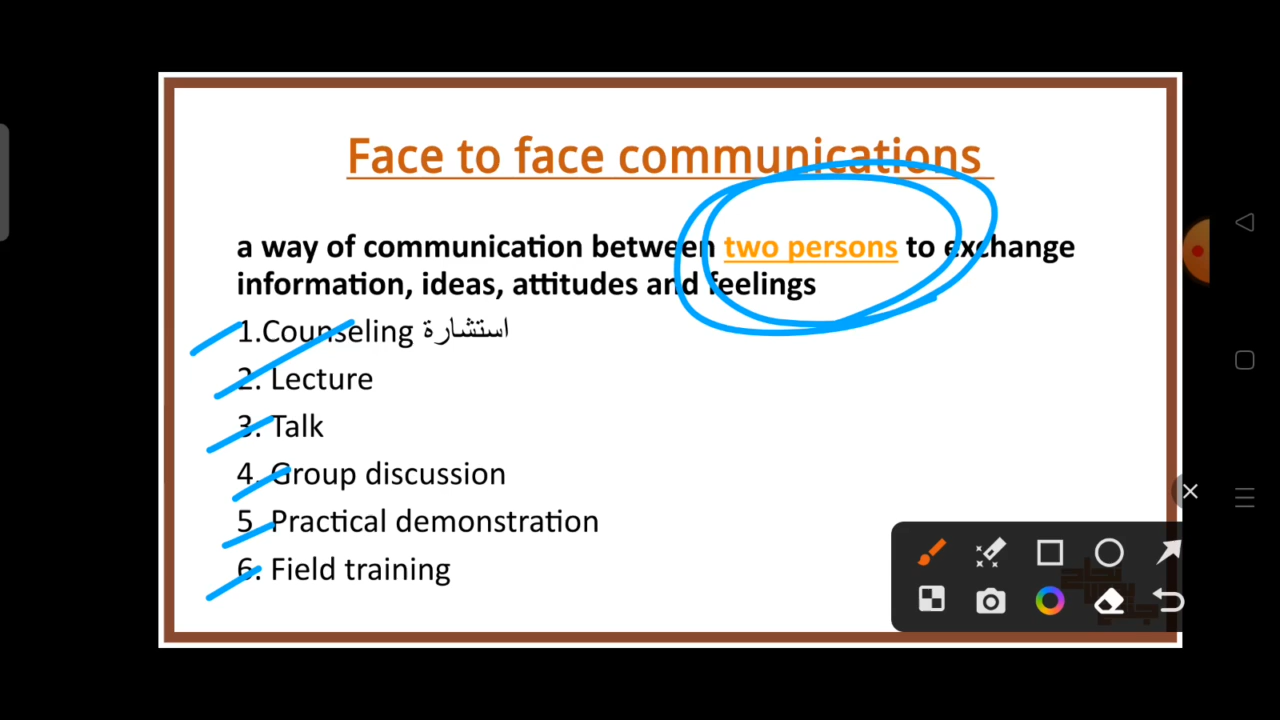 Face to face communications
a way of communication between two persons to exchange
information, ideas, attitudes and feelings
1.Counseling استشارة
2. Lecture
3. Talk
4. Group discussion
5. Practical demonstration
6. Field training